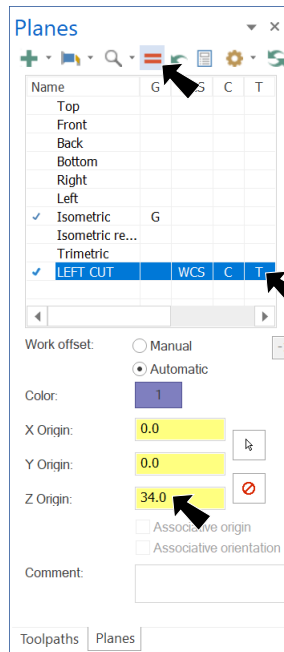 Planes
Name G WCS C T
Top
Front
Back
Bottom
Right
Left
Isometric G
Isometric re...
Trimetric
LEFT CUT WCS C T
Work offset: Manual
Automatic
Color: 1
X Origin: 0.0
Y Origin: 0.0
Z Origin: 34.0
Associative origin
Associative orientation
Comment:
Toolpaths Planes